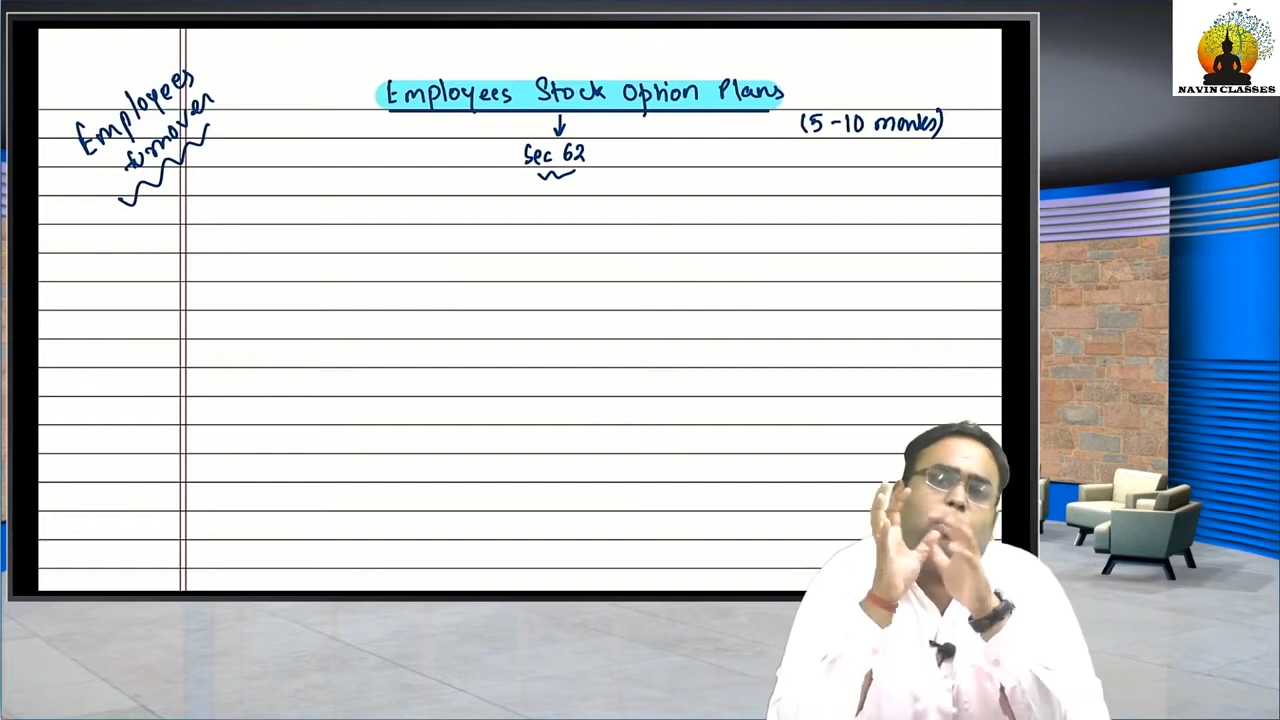 Employees
turnover
Employees Stock Option Plans
(5-10 marks)
Sec 62
NAVIN CLASSES